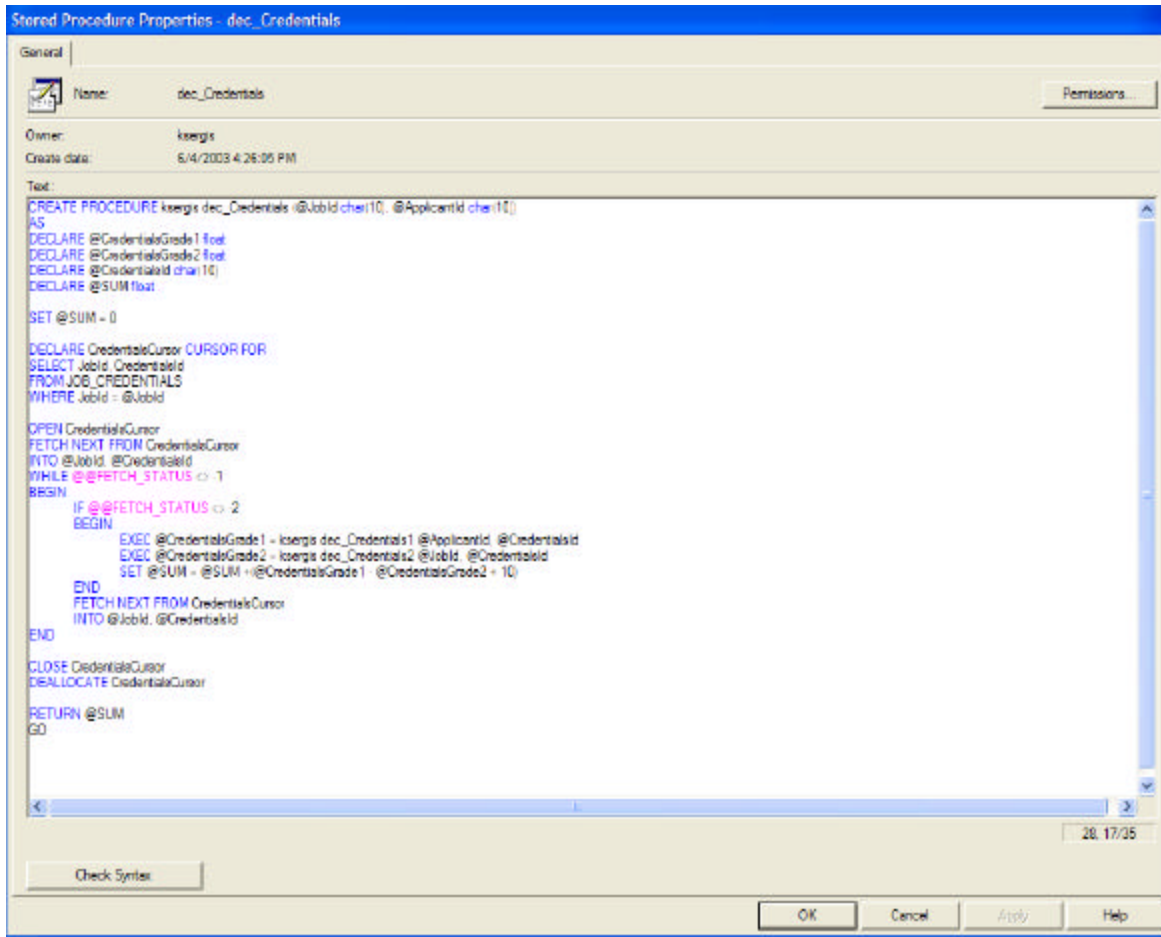 Stored Procedure Properties - dec_Credentials
General
Name: dec_Credentials Permissions...
Owner: ksergis
Create date: 6/4/2003 4:26:05 PM
Text:
CREATE PROCEDURE ksergis.dec_Credentials (@JobId char(10), @ApplicantId char(10))
AS
DECLARE @CredentialsGrade1 float
DECLARE @CredentialsGrade2 float
DECLARE @CredentialsId char(10)
DECLARE @SUM float
SET @SUM = 0
DECLARE CredentialsCursor CURSOR FOR
SELECT JobId, CredentialsId
FROM JOB_CREDENTIALS
WHERE JobId = @JobId
OPEN CredentialsCursor
FETCH NEXT FROM CredentialsCursor
INTO @JobId, @CredentialsId
WHILE @@FETCH_STATUS <> -1
BEGIN
IF @@FETCH_STATUS <> -2
BEGIN
EXEC @CredentialsGrade1 = ksergis.dec_Credentials1 @ApplicantId, @CredentialsId
EXEC @CredentialsGrade2 = ksergis.dec_Credentials2 @JobId, @CredentialsId
SET @SUM = @SUM +(@CredentialsGrade1 - @CredentialsGrade2 + 10)
END
FETCH NEXT FROM CredentialsCursor
INTO @JobId, @CredentialsId
END
CLOSE CredentialsCursor
DEALLOCATE CredentialsCursor
RETURN @SUM
GO
28, 17/35
Check Syntax
OK Cancel Apply Help